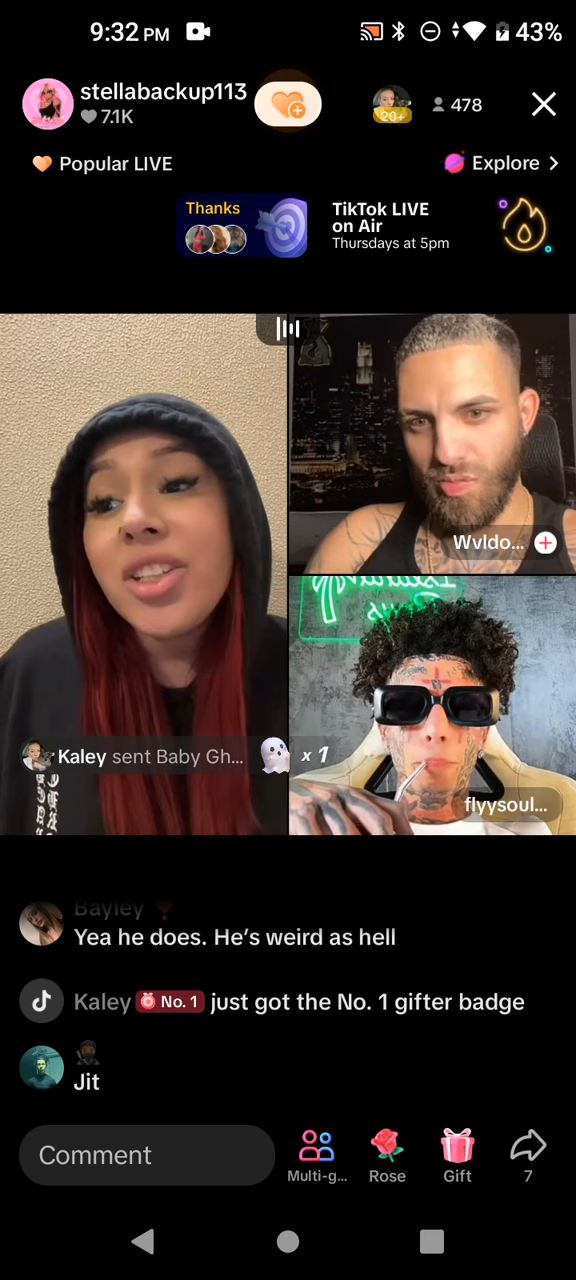 9:32 PM
43%
stellabackup113
7.1K
20+
478
Popular LIVE
Explore
Thanks
TikTok LIVE
on Air
Thursdays at 5pm
Wvldo...
Kaley sent Baby Gh...
x 1
flyysoul...
Bayley
Yea he does. He’s weird as hell
Kaley No. 1 just got the No. 1 gifter badge
Jit
Comment
Multi-g...
Rose
Gift
7